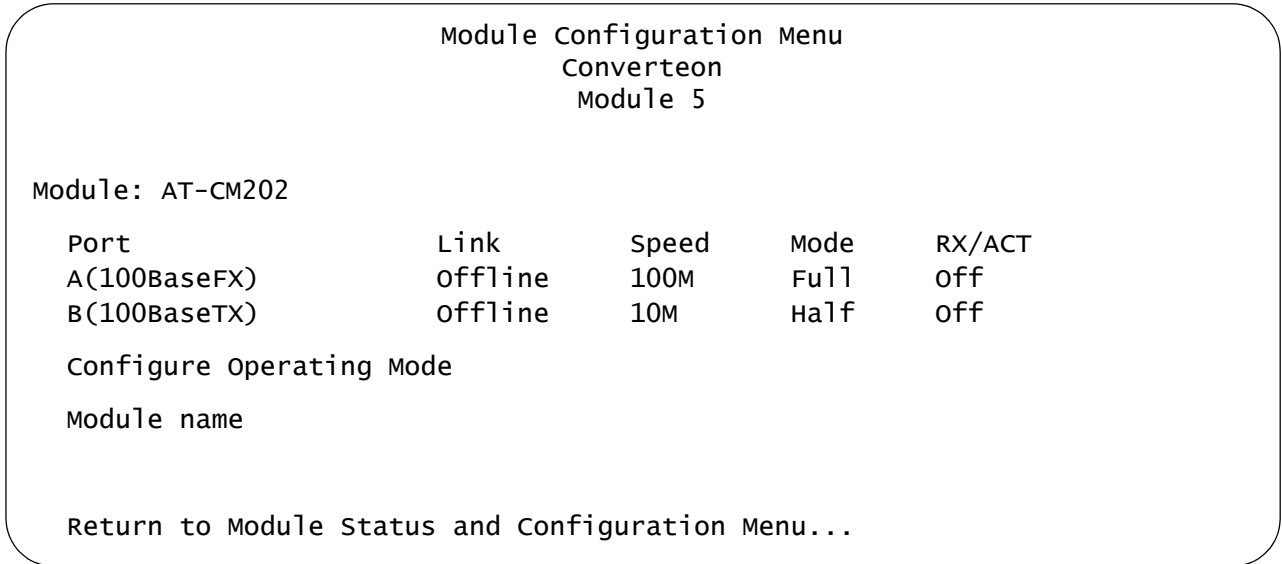 Module Configuration Menu
Converteon
Module 5
Module: AT-CM202
Port Link Speed Mode RX/ACT
A(100BaseFX) Offline 100M Full Off
B(100BaseTX) Offline 10M Half Off
Configure Operating Mode
Module name
Return to Module Status and Configuration Menu...